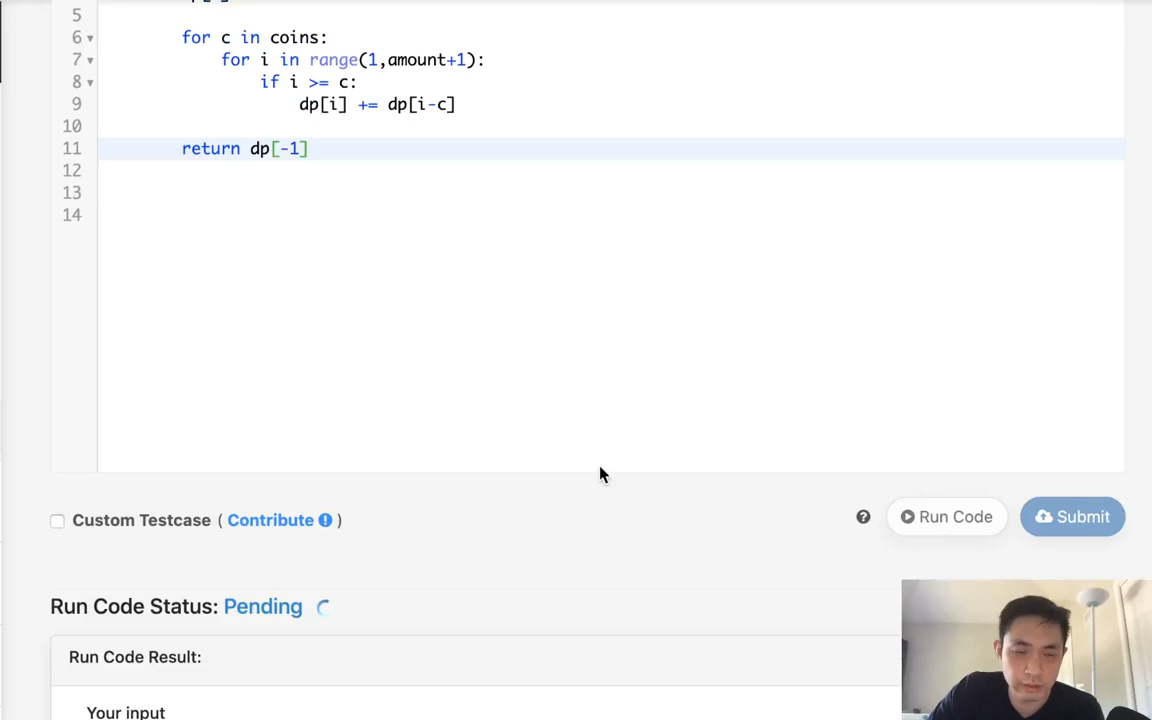 5
6 for c in coins:
7 for i in range(1,amount+1):
8 if i >= c:
9 dp[i] += dp[i-c]
10
11 return dp[-1]
12
13
14
Custom Testcase ( Contribute ! )
? Run Code Submit
Run Code Status: Pending
Run Code Result:
Your input